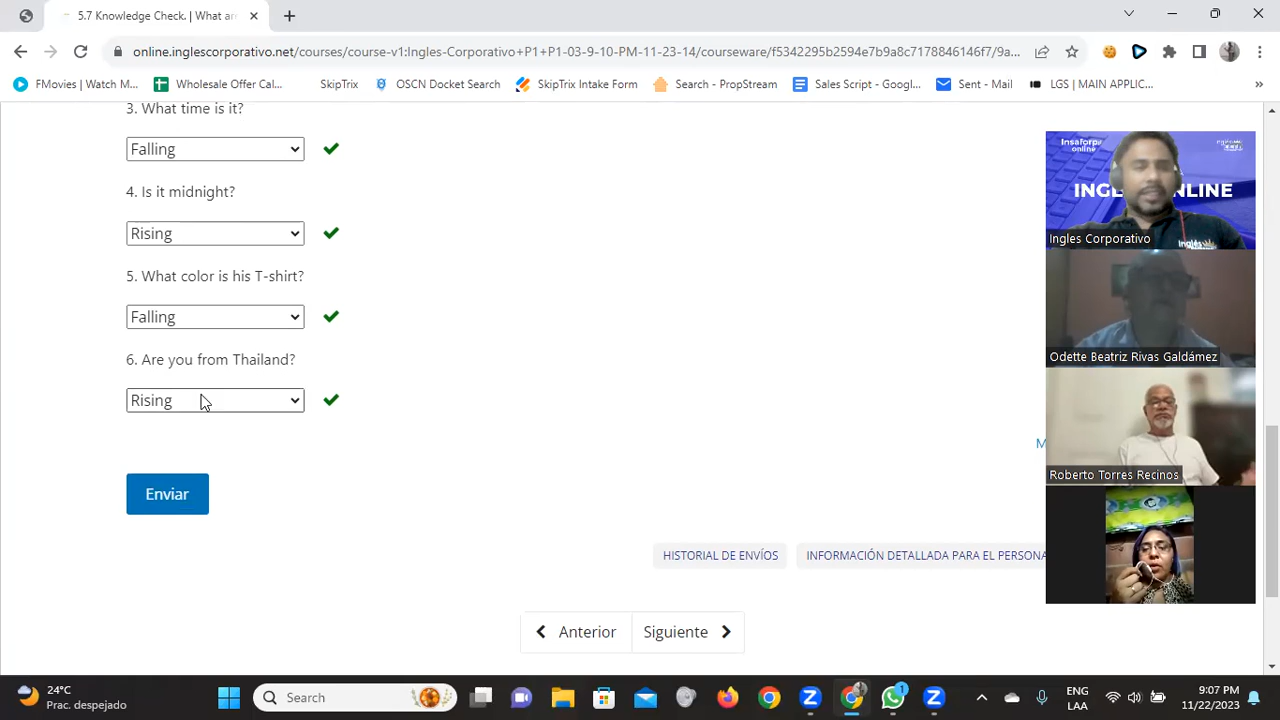 5.7 Knowledge Check. | What ar
online.inglescorporativo.net/courses/course-v1:Ingles-Corporativo+P1+P1-03-9-10-PM-11-23-14/courseware/f5342295b2594e7b9a8c7178846146f7/9a...
FMovies | Watch M...
Wholesale Offer Cal...
SkipTrix
OSCN Docket Search
SkipTrix Intake Form
Search - PropStream
Sales Script - Googl...
Sent - Mail
LGS | MAIN APPLIC...
3. What time is it?
Falling
4. Is it midnight?
Rising
5. What color is his T-shirt?
Falling
6. Are you from Thailand?
Rising
Enviar
HISTORIAL DE ENVÍOS
INFORMACIÓN DETALLADA PARA EL PERSONA
Anterior
Siguiente
Insaforp
online
INGL
NLINE
Ingles Corporativo
Odette Beatriz Rivas Galdámez
Roberto Torres Recinos
24°C
Prac. despejado
Search
1
ENG
LAA
9:07 PM
11/22/2023